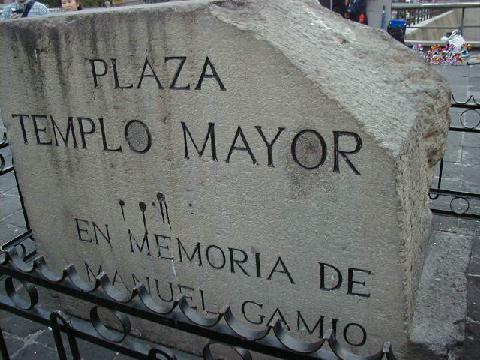 PLAZA
TEMPLO MAYOR
EN MEMORIA DE
MANUEL GAMIO